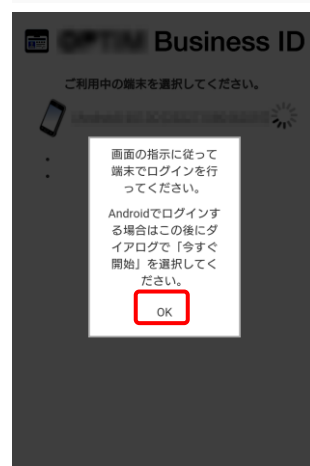 Business ID
ご利用中の端末を選択してください。
画面の指示に従って
端末でログインを行
ってください。
Androidでログインす
る場合はこの後にダ
イアログで「今すぐ
開始」を選択してく
ださい。
OK